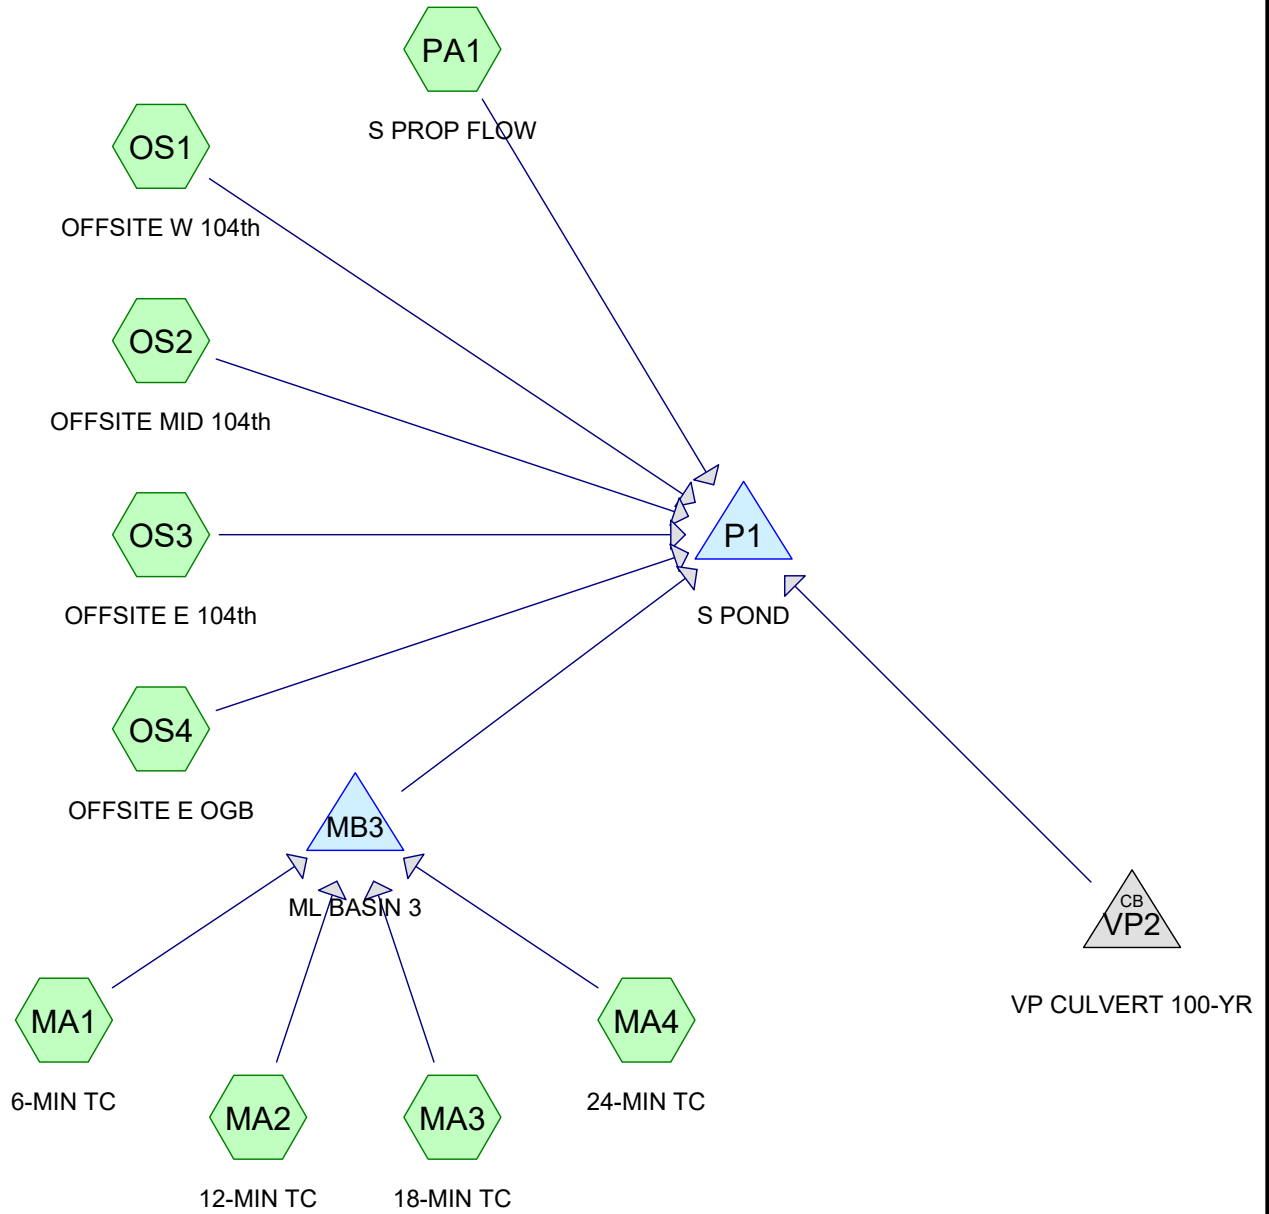 PA1
S PROP FLOW
OS1
OFFSITE W 104th
OS2
OFFSITE MID 104th
OS3
OFFSITE E 104th
P1
S POND
OS4
OFFSITE E OGB
MB3
ML BASIN 3
CB
VP2
VP CULVERT 100-YR
MA1
6-MIN TC
MA2
12-MIN TC
MA3
18-MIN TC
MA4
24-MIN TC